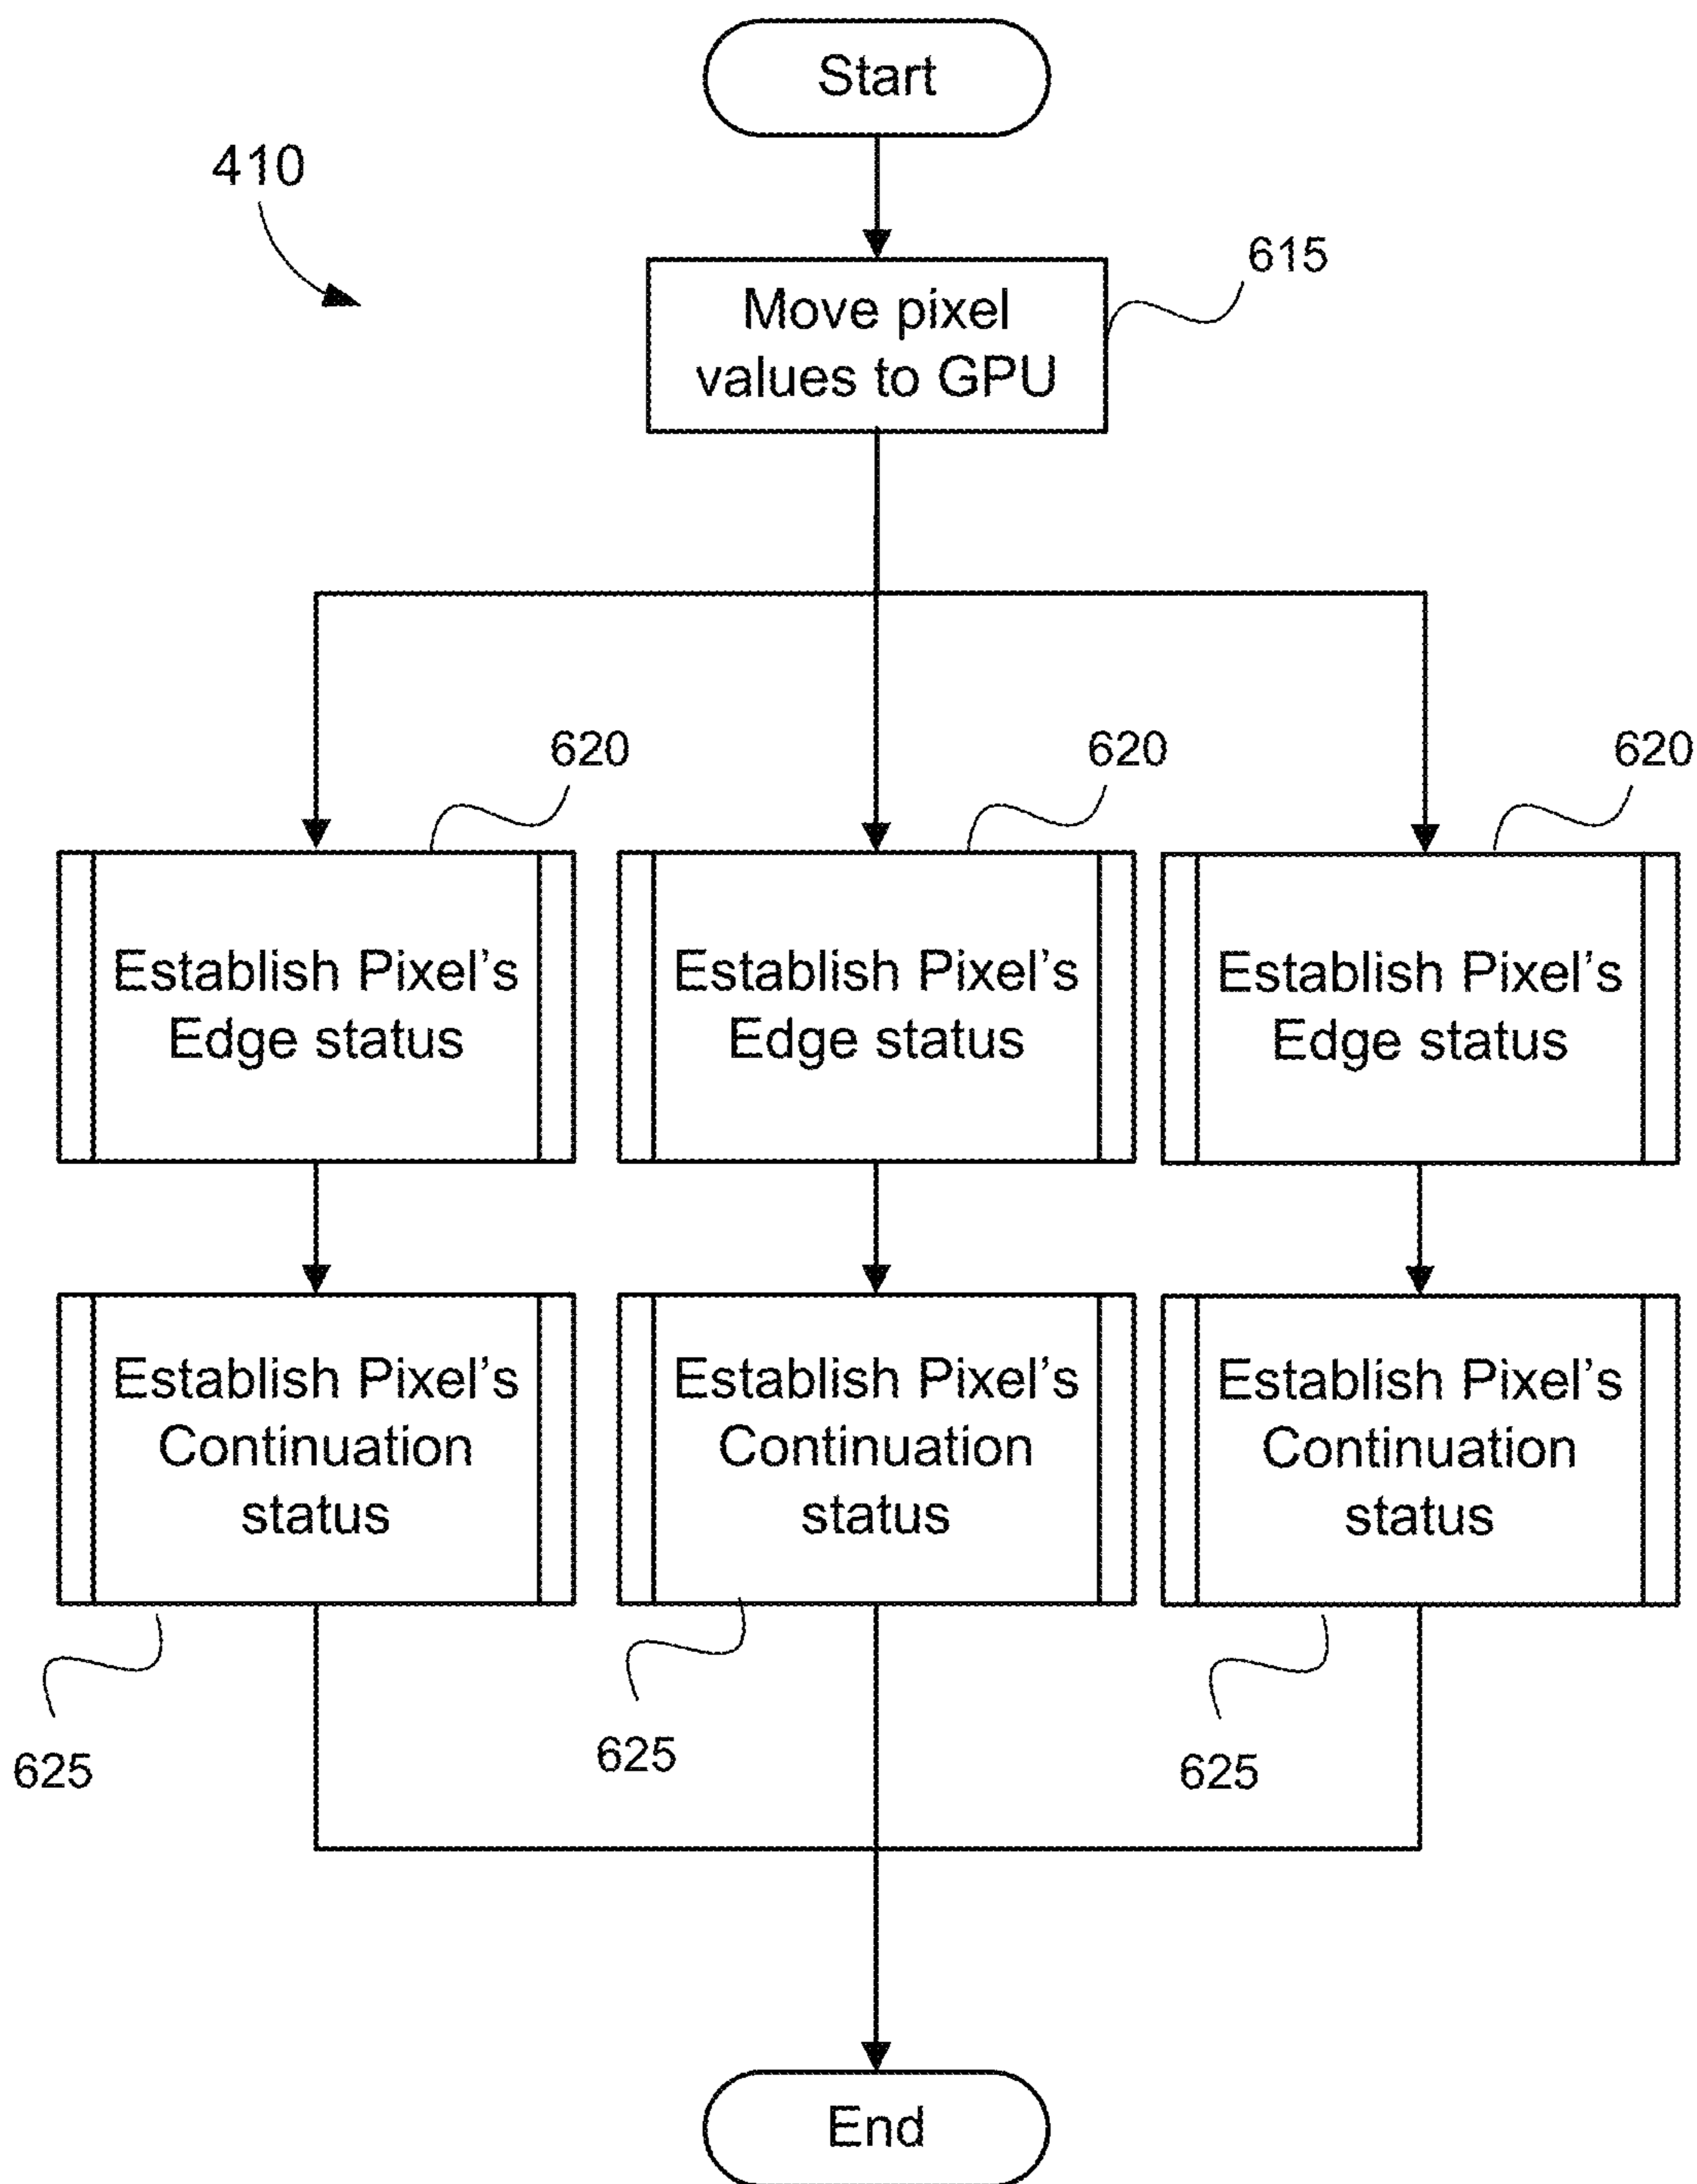 Start
410
615
Move pixel
values to GPU
620
620
620
Establish Pixel’s
Edge status
Establish Pixel’s
Edge status
Establish Pixel’s
Edge status
Establish Pixel’s
Continuation
status
Establish Pixel’s
Continuation
status
Establish Pixel’s
Continuation
status
625
625
625
End